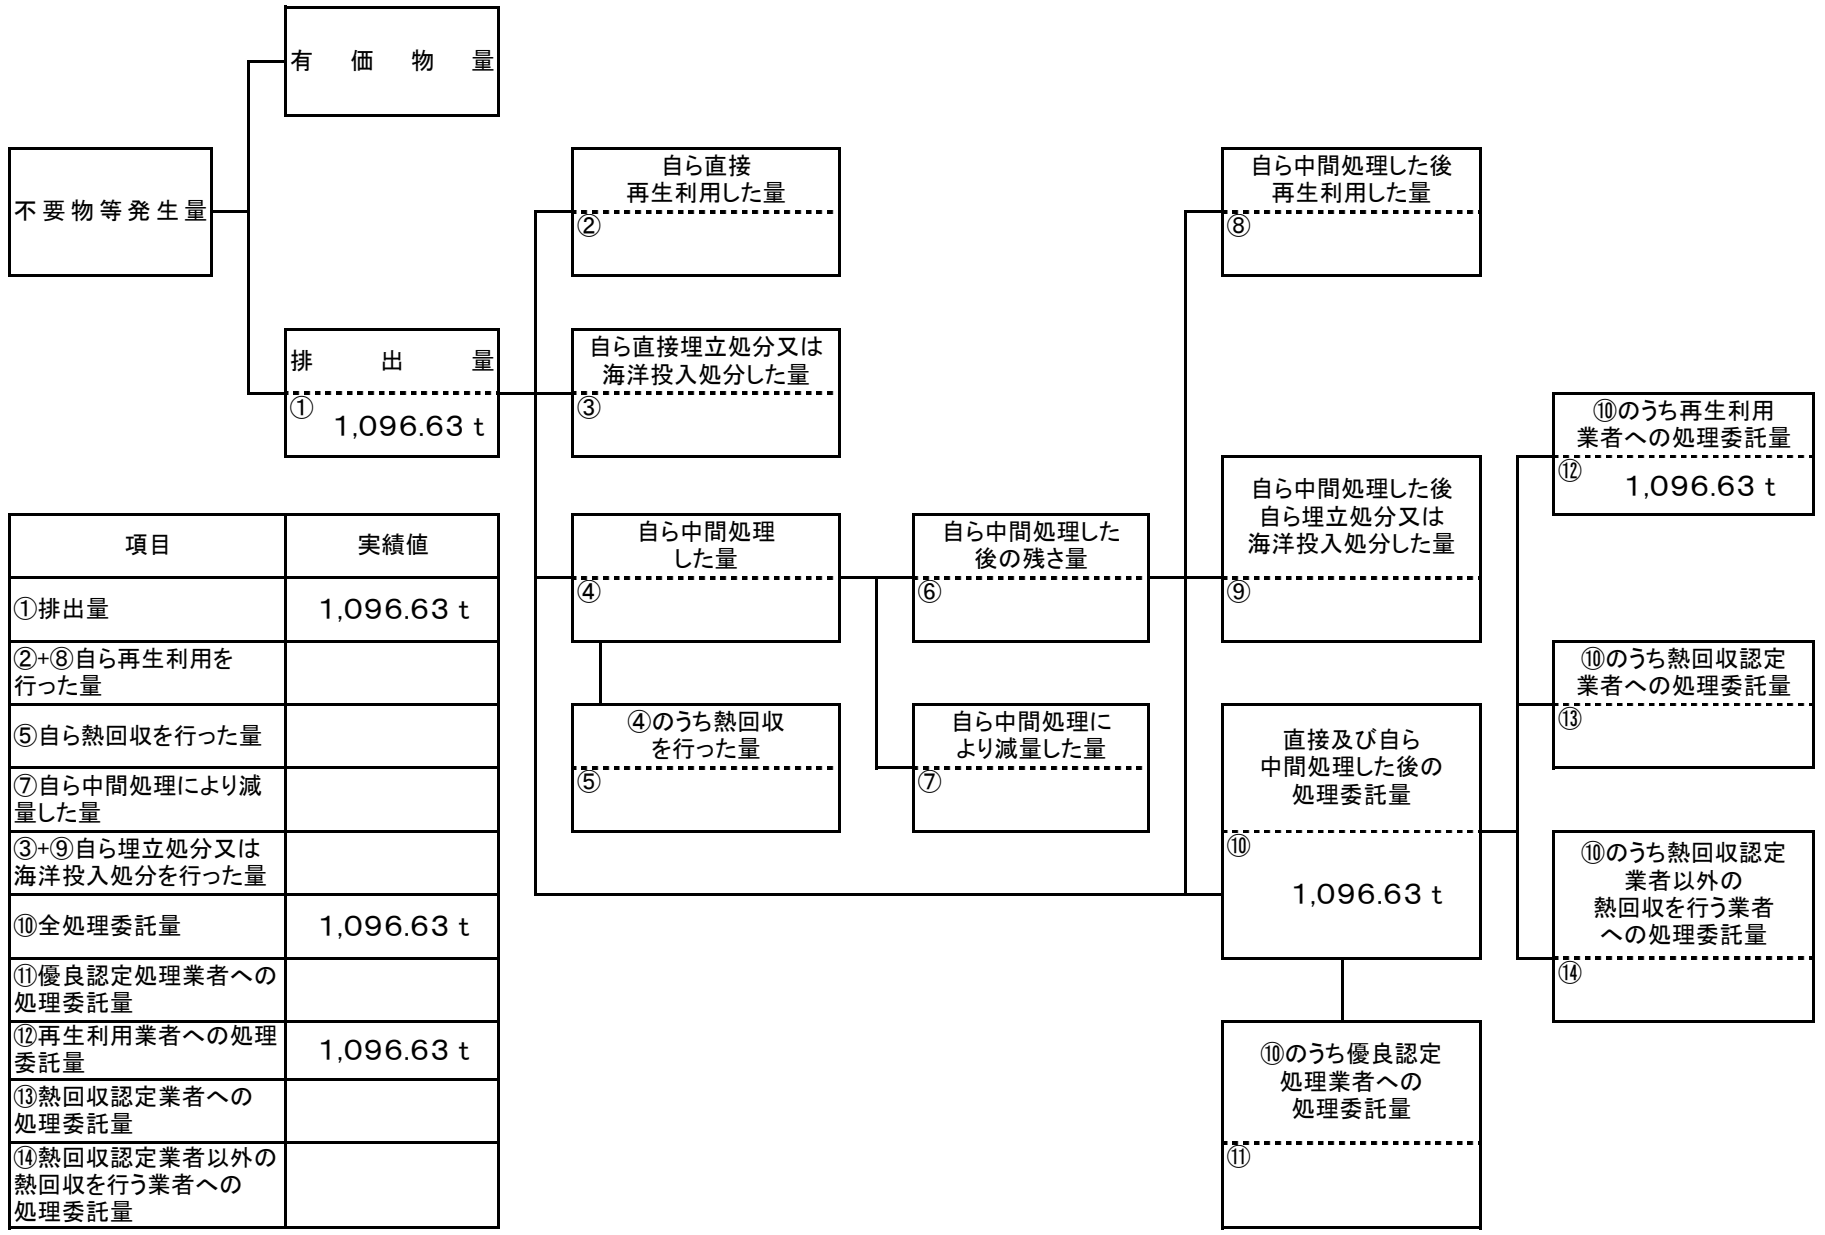 有価物量
不要物等発生量
排出量
①
1,096.63 t
自ら直接
再生利用した量
②
自ら直接埋立処分又は
海洋投入処分した量
③
自ら中間処理
した量
④
④のうち熱回収
を行った量
⑤
自ら中間処理した
後の残さ量
⑥
自ら中間処理に
より減量した量
⑦
自ら中間処理した後
再生利用した量
⑧
自ら中間処理した後
自ら埋立処分又は
海洋投入処分した量
⑨
直接及び自ら
中間処理した後の
処理委託量
⑩
1,096.63 t
⑩のうち優良認定
処理業者への
処理委託量
⑪
⑩のうち再生利用
業者への処理委託量
⑫
1,096.63 t
⑩のうち熱回収認定
業者への処理委託量
⑬
⑩のうち熱回収認定
業者以外の
熱回収を行う業者
への処理委託量
⑭
項目 実績値
①排出量 1,096.63 t
②+⑧自ら再生利用を
行った量
⑤自ら熱回収を行った量
⑦自ら中間処理により減
量した量
③+⑨自ら埋立処分又は
海洋投入処分を行った量
⑩全処理委託量 1,096.63 t
⑪優良認定処理業者への
処理委託量
⑫再生利用業者への処理
委託量 1,096.63 t
⑬熱回収認定業者への
処理委託量
⑭熱回収認定業者以外の
熱回収を行う業者への
処理委託量